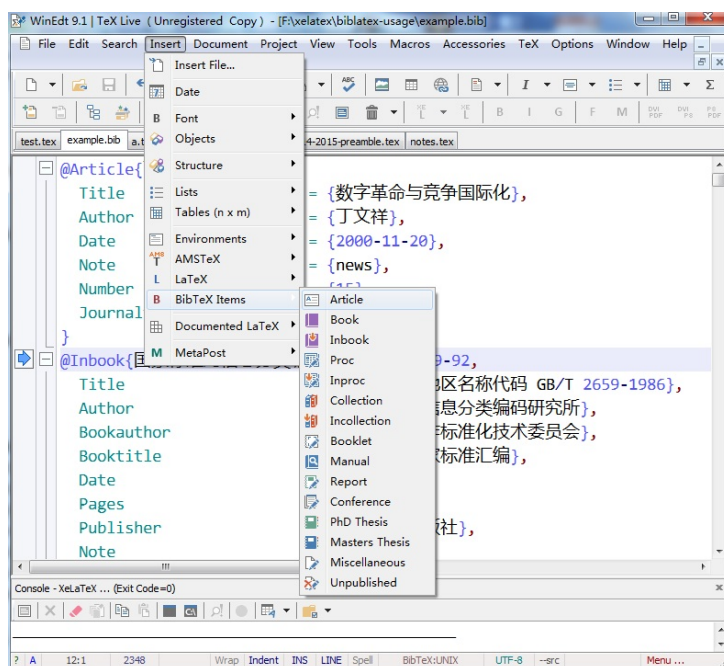 WinEdt 9.1 | TeX Live (Unregistered Copy) - [F:\xelatex\biblatex-usage\example.bib]
File Edit Search Insert Document Project View Tools Macros Accessories TeX Options Window Help
Insert File...
Date
Font
Objects
Structure
Lists
Tables (n x m)
Environments
AMSTeX
LaTeX
BibTeX Items
Documented LaTeX
MetaPost
Article
Book
Inbook
Proc
Inproc
Collection
Incollection
Booklet
Manual
Report
Conference
PhD Thesis
Masters Thesis
Miscellaneous
Unpublished
test.tex example.bib a.t 4-2015-preamble.tex notes.tex
@Article{
Title = {数字革命与竞争国际化},
Author = {丁文祥},
Date = {2000-11-20},
Note = {news},
Number
Journal
}
@Inbook{ 9-92,
Title 区名称代码 GB/T 2659-1986},
Author 信息分类编码研究所},
Bookauthor 标准化技术委员会},
Booktitle 标准汇编},
Date
Pages
Publisher 社},
Note
Console - XeLaTeX ... (Exit Code=0)
? A 12:1 2348 Wrap Indent INS LINE Spell BibTeX:UNIX UTF-8 --src Menu ...